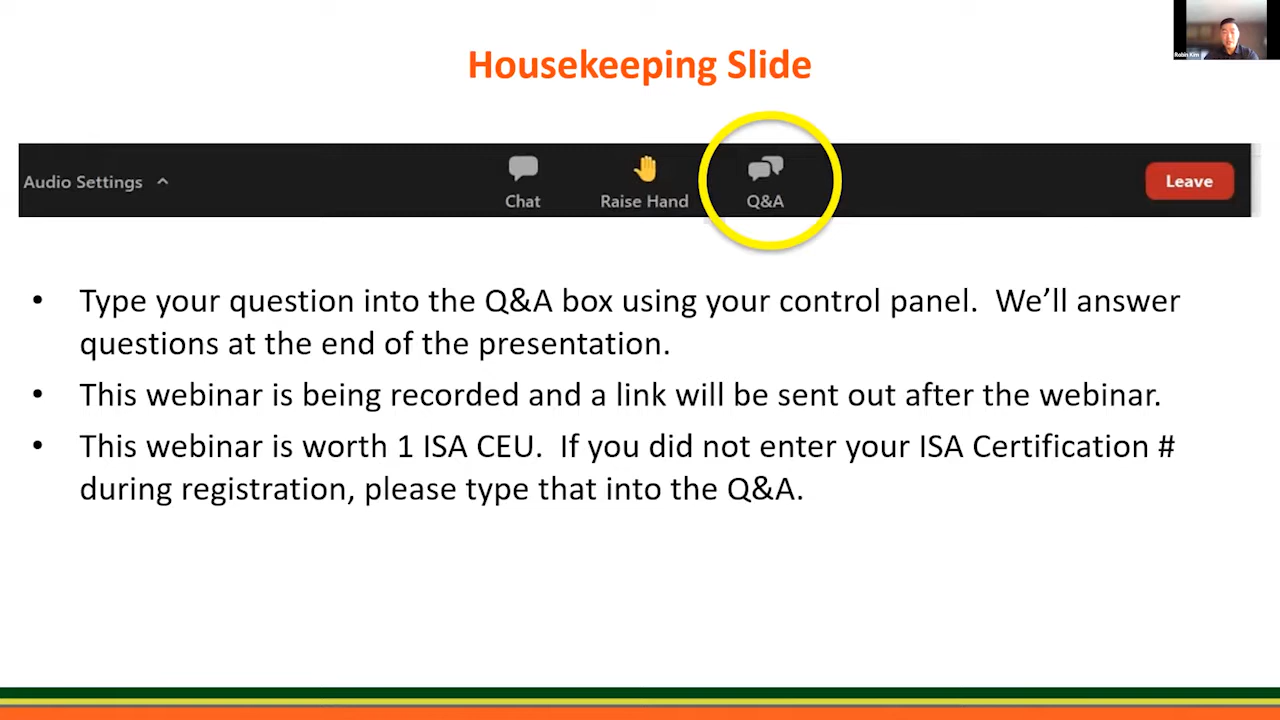 Robin Kim
Housekeeping Slide
Audio Settings
Chat
Raise Hand
Q&A
Leave
• Type your question into the Q&A box using your control panel.  We’ll answer
questions at the end of the presentation.
• This webinar is being recorded and a link will be sent out after the webinar.
• This webinar is worth 1 ISA CEU.  If you did not enter your ISA Certification #
during registration, please type that into the Q&A.